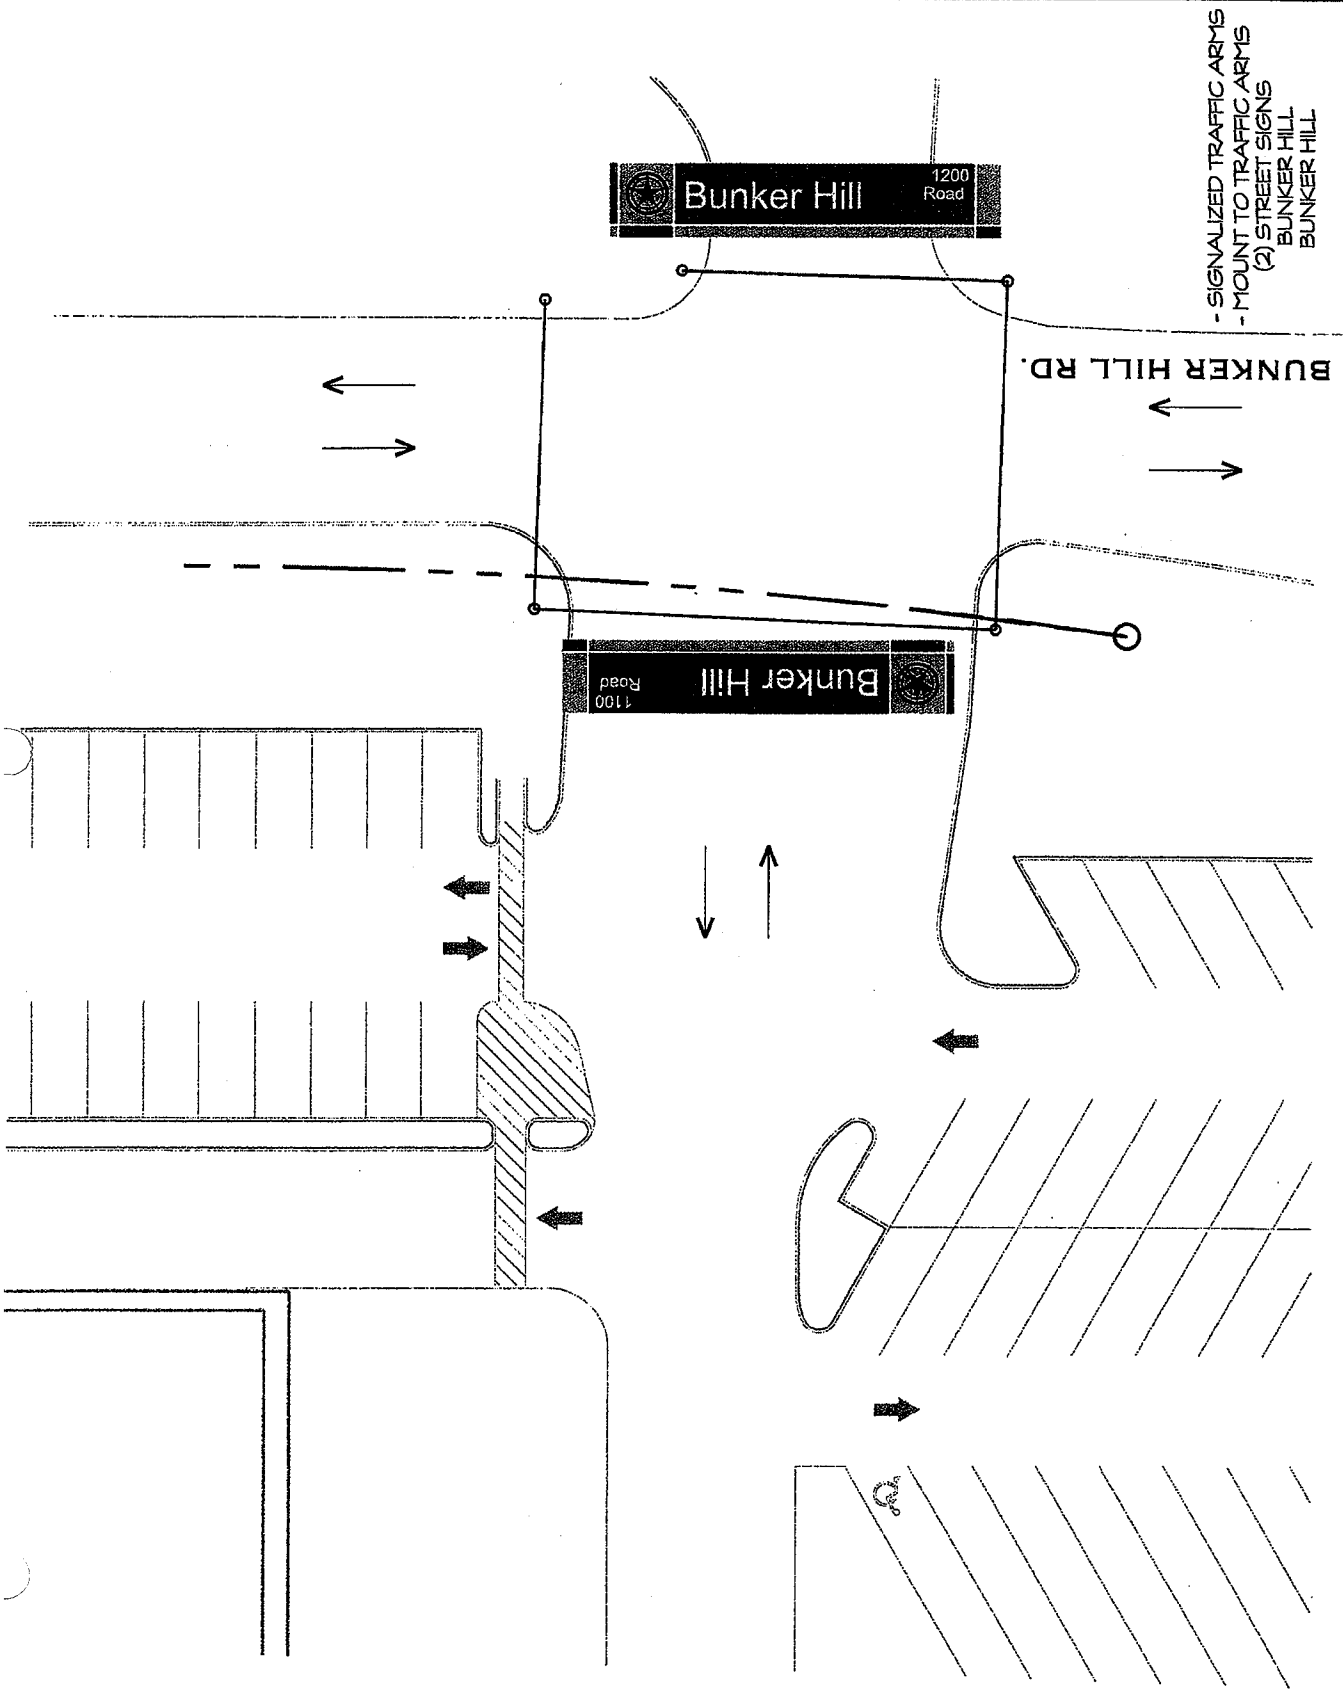 - SIGNALIZED TRAFFIC ARMS
- MOUNT TO TRAFFIC ARMS
(2) STREET SIGNS
BUNKER HILL
BUNKER HILL
Bunker Hill
1200
Road
BUNKER HILL RD.
Bunker Hill
1100
Road